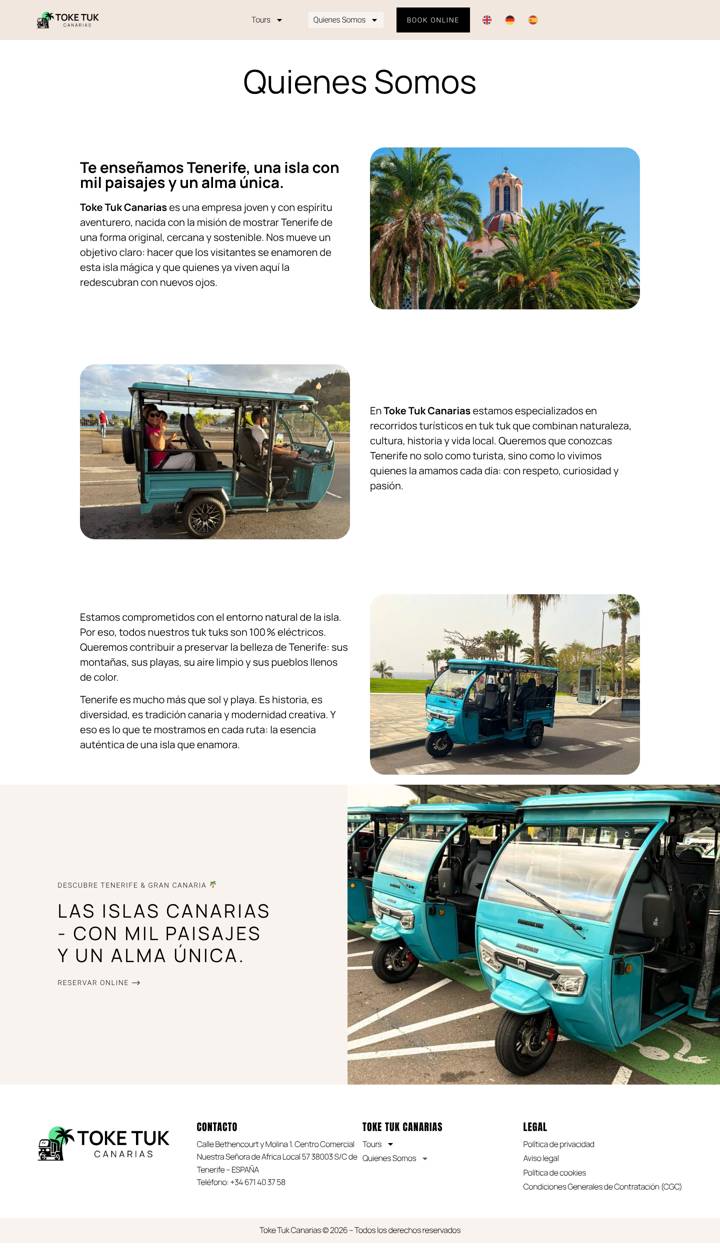 TOKE TUK
CANARIAS
Tours
Quienes Somos
BOOK ONLINE
Quienes Somos
Te enseñamos Tenerife, una isla con
mil paisajes y un alma única.
Toke Tuk Canarias es una empresa joven y con espíritu
aventurero, nacida con la misión de mostrar Tenerife de
una forma original, cercana y sostenible. Nos mueve un
objetivo claro: hacer que los visitantes se enamoren de
esta isla mágica y que quienes ya viven aquí la
redescubran con nuevos ojos.
En Toke Tuk Canarias estamos especializados en
recorridos turísticos en tuk tuk que combinan naturaleza,
cultura, historia y vida local. Queremos que conozcas
Tenerife no solo como turista, sino como lo vivimos
quienes la amamos cada día: con respeto, curiosidad y
pasión.
Estamos comprometidos con el entorno natural de la isla.
Por eso, todos nuestros tuk tuks son 100 % eléctricos.
Queremos contribuir a preservar la belleza de Tenerife: sus
montañas, sus playas, su aire limpio y sus pueblos llenos
de color.
Tenerife es mucho más que sol y playa. Es historia, es
diversidad, es tradición canaria y modernidad creativa. Y
eso es lo que te mostramos en cada ruta: la esencia
auténtica de una isla que enamora.
DESCUBRE TENERIFE & GRAN CANARIA 🌴
LAS ISLAS CANARIAS
- CON MIL PAISAJES
Y UN ALMA ÚNICA.
RESERVAR ONLINE →
TOKE TUK
CANARIAS
CONTACTO
Calle Bethencourt y Molina 1. Centro Comercial
Nuestra Señora de Africa Local 57 38003 S/C de
Tenerife – ESPAÑA
Teléfono: +34 671 40 37 58
TOKE TUK CANARIAS
Tours
Quienes Somos
LEGAL
Política de privacidad
Aviso legal
Política de cookies
Condiciones Generales de Contratación (CGC)
Toke Tuk Canarias © 2026 – Todos los derechos reservados